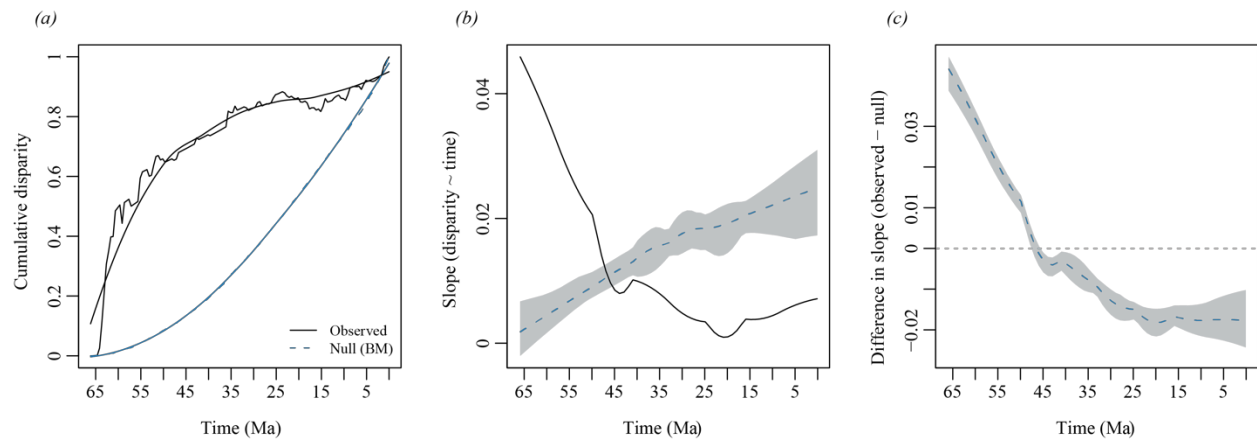 (a)
Cumulative disparity
1
0.8
0.6
0.4
0.2
0
Observed
Null (BM)
65 55 45 35 25 15 5
Time (Ma)
(b)
Slope (disparity ~ time)
0.04
0.02
0
65 55 45 35 25 15 5
Time (Ma)
(c)
Difference in slope (observed – null)
0.03
0.01
0
−0.02
65 55 45 35 25 15 5
Time (Ma)